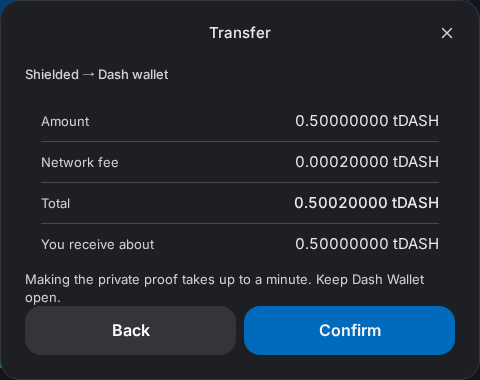 Transfer
Shielded → Dash wallet
Amount 0.50000000 tDASH
Network fee 0.00020000 tDASH
Total 0.50020000 tDASH
You receive about 0.50000000 tDASH
Making the private proof takes up to a minute. Keep Dash Wallet
open.
Back Confirm